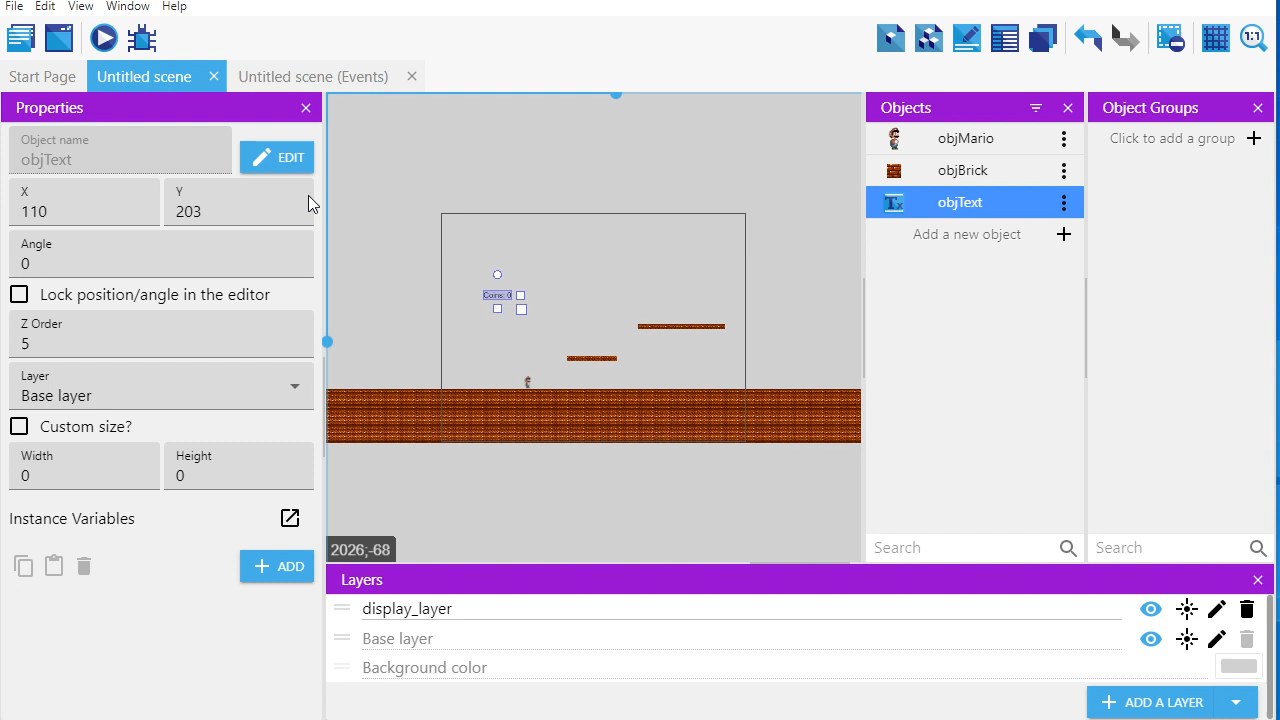 File Edit View Window Help
1:1
Start Page Untitled scene × Untitled scene (Events) ×
Properties
Object name
objText
EDIT
X
110
Y
203
Angle
0
Lock position/angle in the editor
Z Order
5
Layer
Base layer
Custom size?
Width
0
Height
0
Instance Variables
ADD
Coins: 0
2026;-68
Objects
objMario
objBrick
Tx objText
Add a new object
Search
Object Groups
Click to add a group
Search
Layers
display_layer
Base layer
Background color
ADD A LAYER